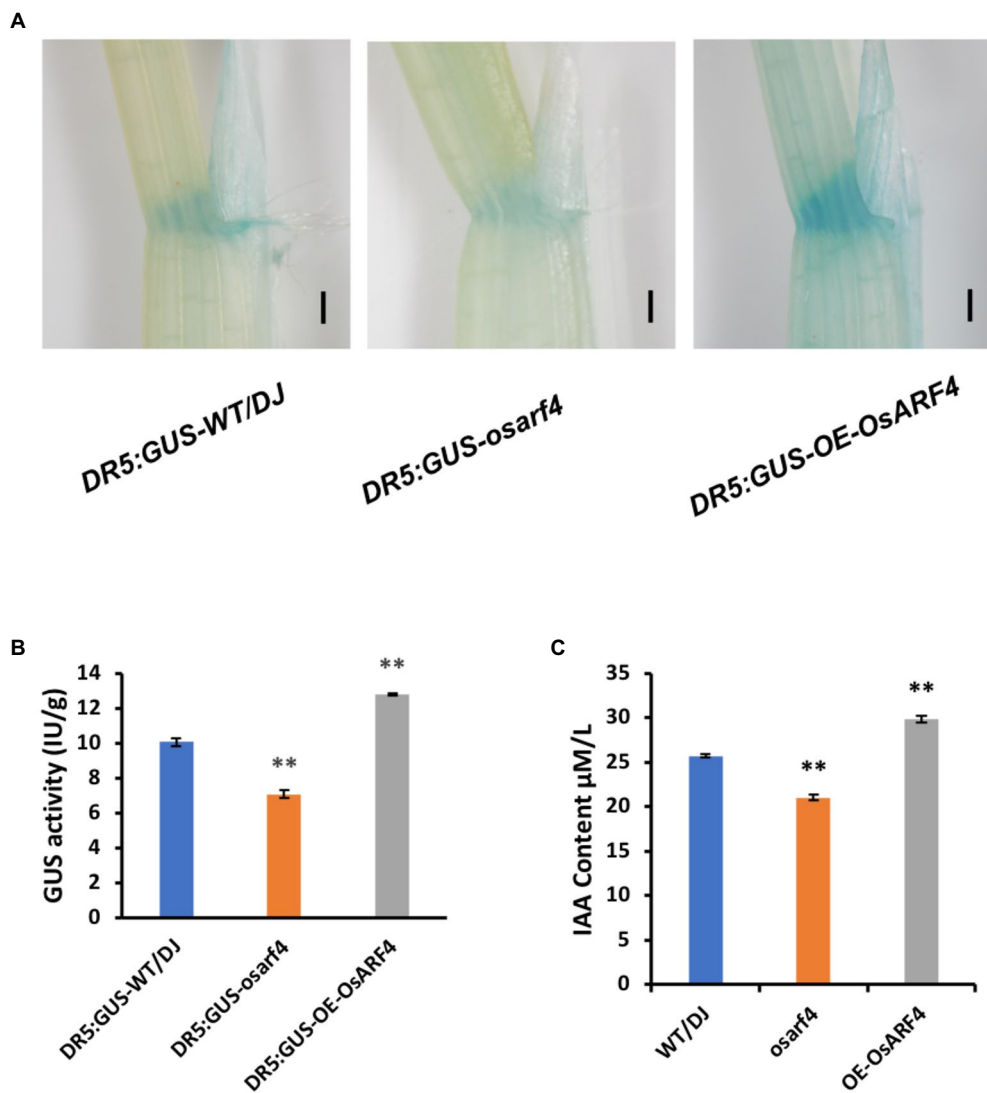 A
DR5:GUS-WT/DJ
DR5:GUS-osarf4
DR5:GUS-OE-OsARF4
B
GUS activity (IU/g)
14
12
10
8
6
4
2
0
**
**
DR5:GUS-WT/DJ
DR5:GUS-osarf4
DR5:GUS-OE-OsARF4
C
IAA Content µM/L
35
30
25
20
15
10
5
0
**
**
WT/DJ
osarf4
OE-OsARF4